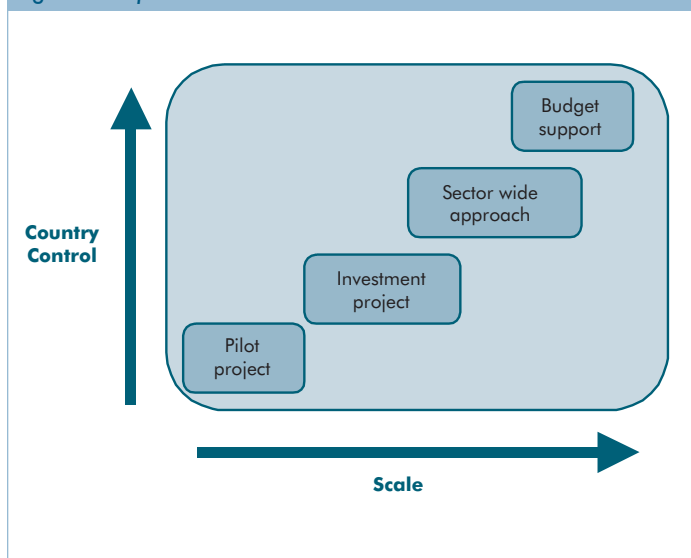 Budget
support
Sector wide
approach
Country
Control
Investment
project
Pilot
project
Scale